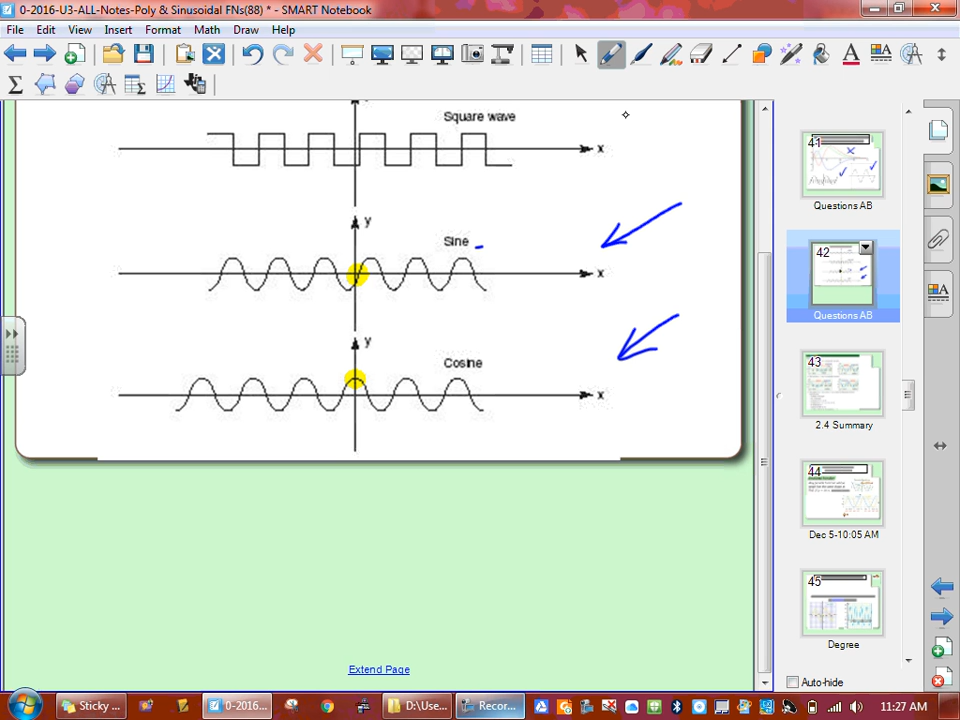 0-2016-U3-ALL-Notes-Poly & Sinusoidal FNs(88) * - SMART Notebook
File Edit View Insert Format Math Draw Help
Square wave
x
y
Sine
x
y
Cosine
x
Extend Page
41
Questions AB
42
Questions AB
43
2.4 Summary
44
Dec 5-10:05 AM
45
Degree
Auto-hide
Sticky ...
0-2016...
D:\Use...
Recor...
11:27 AM